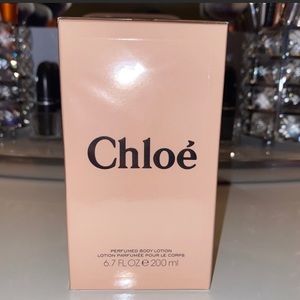 Chloé
PERFUMED BODY LOTION
LOTION PARFUMÉE POUR LE CORPS
6.7 FL OZ ℮ 200 ml